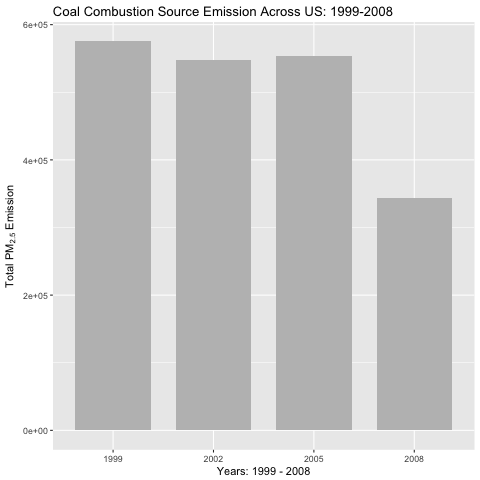 Coal Combustion Source Emission Across US: 1999-2008
6e+05
4e+05
2e+05
0e+00
Total PM2.5 Emission
1999 2002 2005 2008
Years: 1999 - 2008